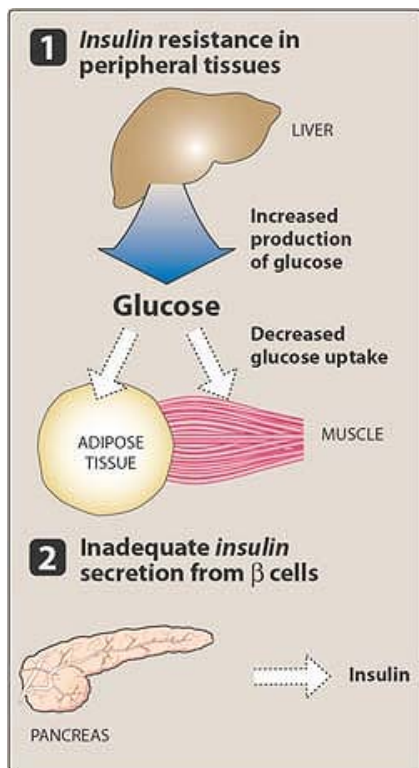 1 Insulin resistance in
peripheral tissues
LIVER
Increased
production
of glucose
Glucose
Decreased
glucose uptake
ADIPOSE
TISSUE
MUSCLE
2 Inadequate insulin
secretion from β cells
Insulin
PANCREAS